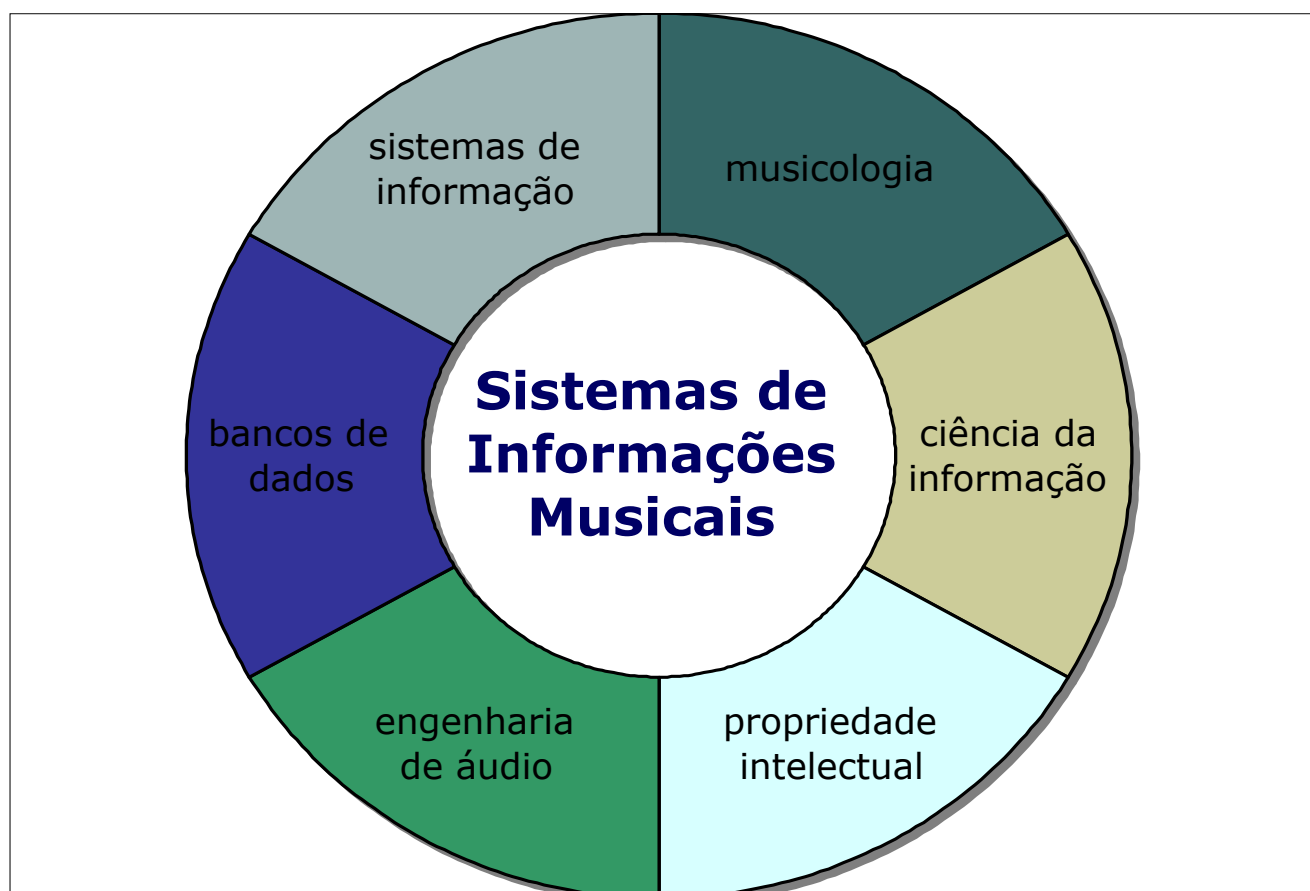 sistemas de
informação
musicologia
bancos de
dados
Sistemas de
Informações
Musicais
ciência da
informação
engenharia
de áudio
propriedade
intelectual